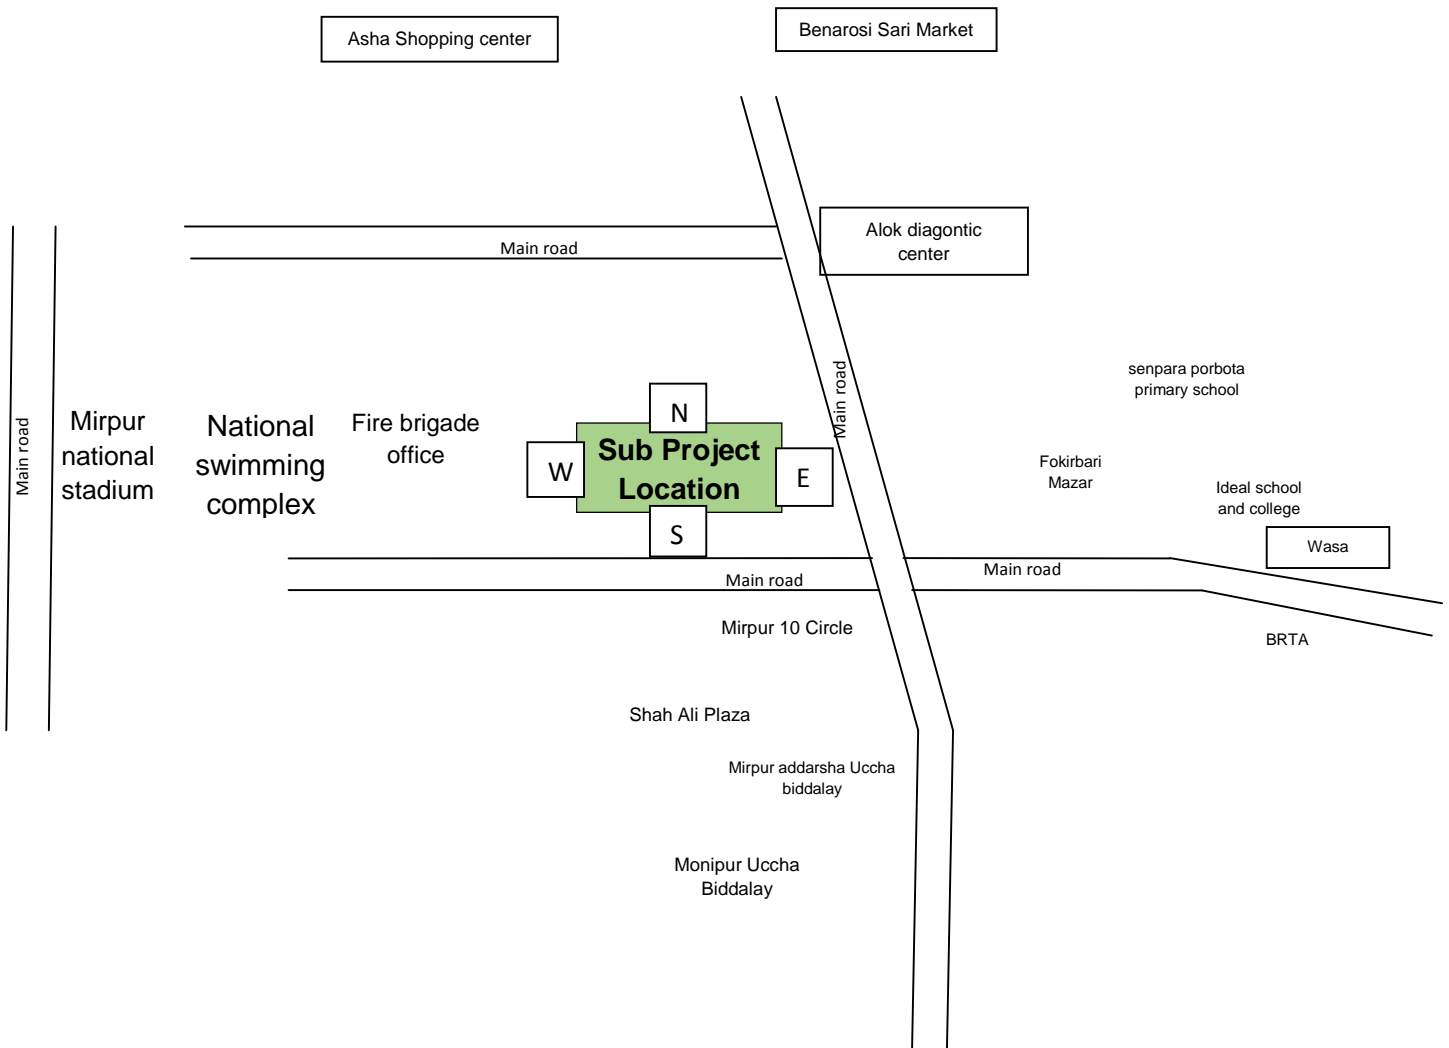 Asha Shopping center
Benarosi Sari Market
Alok diagontic
center
Main road
Main road
senpara porbota
primary school
Main road
Mirpur
national
stadium
National
swimming
complex
Fire brigade
office
N
W
Sub Project
Location
E
S
Fokirbari
Mazar
Ideal school
and college
Wasa
Main road
Main road
Mirpur 10 Circle
BRTA
Shah Ali Plaza
Mirpur addarsha Uccha
biddalay
Monipur Uccha
Biddalay